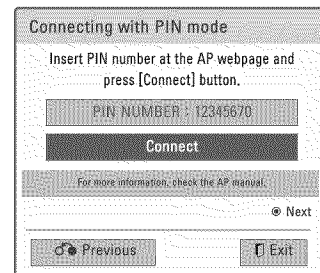 Connecting with PIN mode
Insert PIN number at the AP webpage and
press [Connect] button.
PIN NUMBER : 12345670
Connect
For more information, check the AP manual.
Next
Previous
Exit